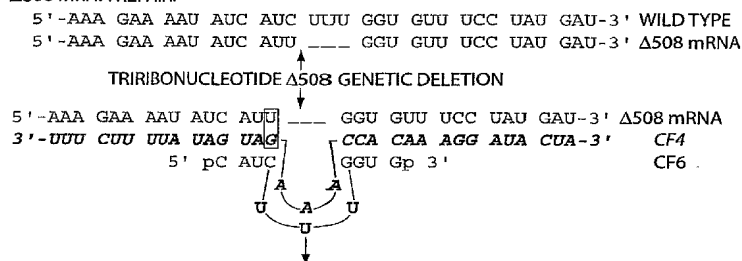 5'-AAA GAA AAU AUC AUC UUU GGU GUU UCC UAU GAU-3' WILD TYPE
5'-AAA GAA AAU AUC AUU ___ GGU GUU UCC UAU GAU-3' Δ508 mRNA
TRIRIBONUCLEOTIDE Δ508 GENETIC DELETION
5'-AAA GAA AAU AUC AUU ___ GGU GUU UCC UAU GAU-3' Δ508 mRNA
3'-UUU CUU UUA UAG UAG CCA CAA AGG AUA CUA-3' CF4
5' pC AUC GGU Gp 3' CF6
A A
U A U
U